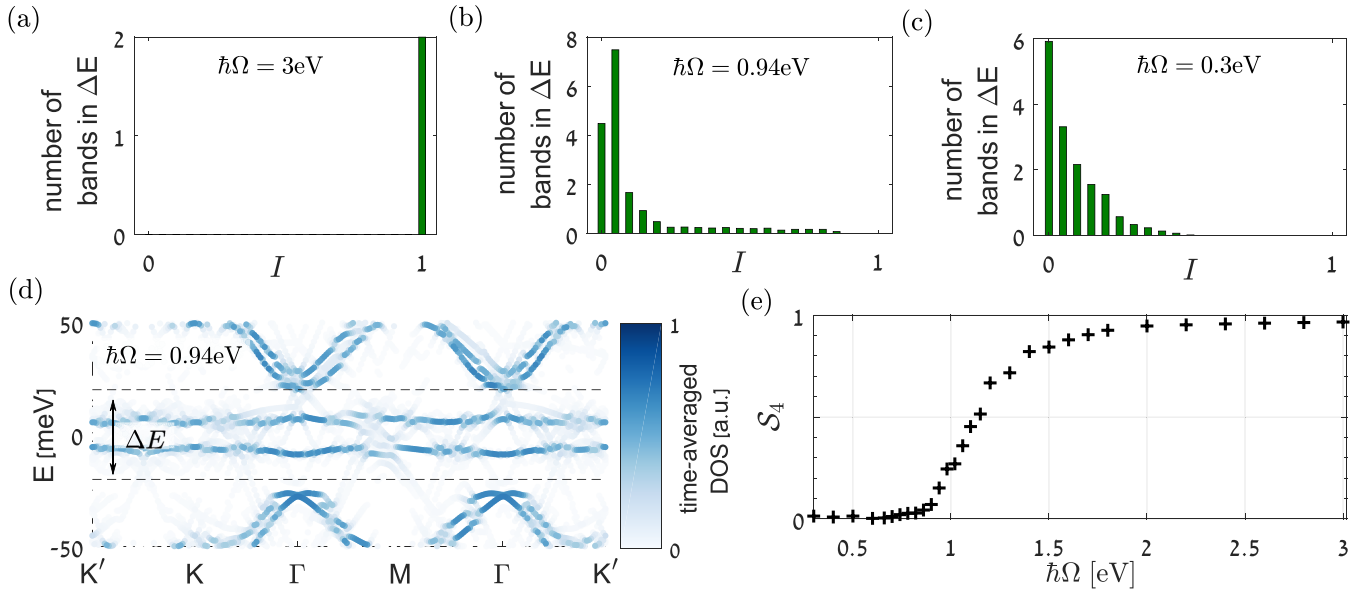 (a)
2
1
0
number of
bands in ΔE
ℏΩ = 3eV
0
1
I
(b)
8
6
4
2
0
number of
bands in ΔE
ℏΩ = 0.94eV
0
1
I
(c)
6
4
2
0
number of
bands in ΔE
ℏΩ = 0.3eV
0
1
I
(d)
50
0
-50
E [meV]
ℏΩ = 0.94eV
ΔE
K′ K Γ M Γ K′
1
0
time-averaged
DOS [a.u.]
(e)
1
0
S₄
0.5 1 1.5 2 2.5 3
ℏΩ [eV]